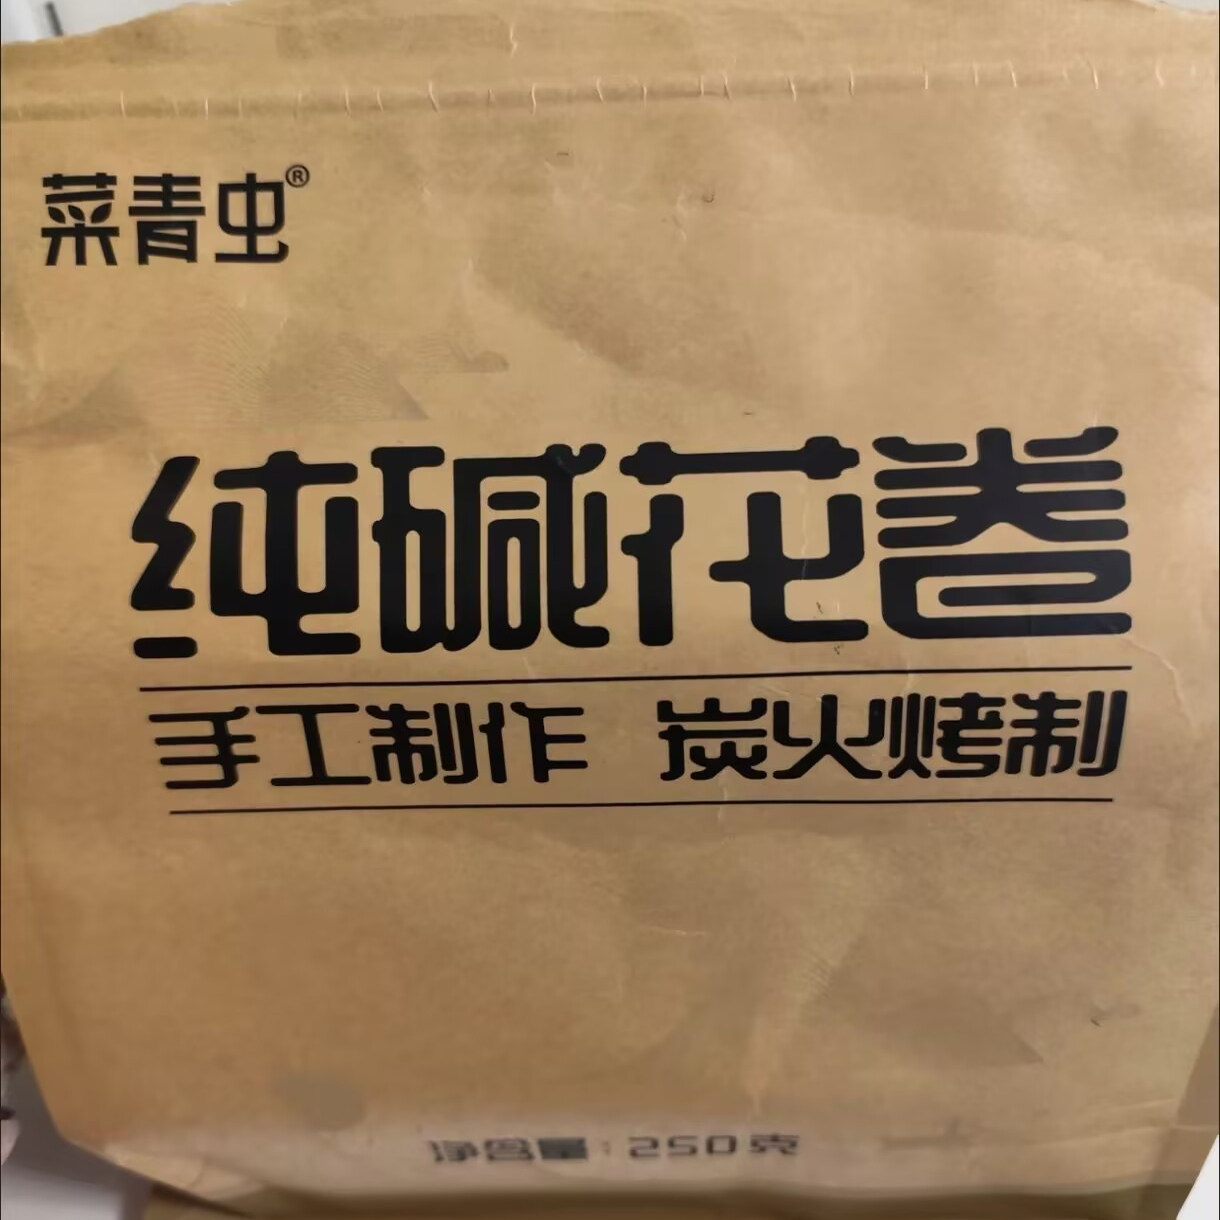 菜青虫®
纯碱花卷
手工制作 炭火烤制
净含量：250克